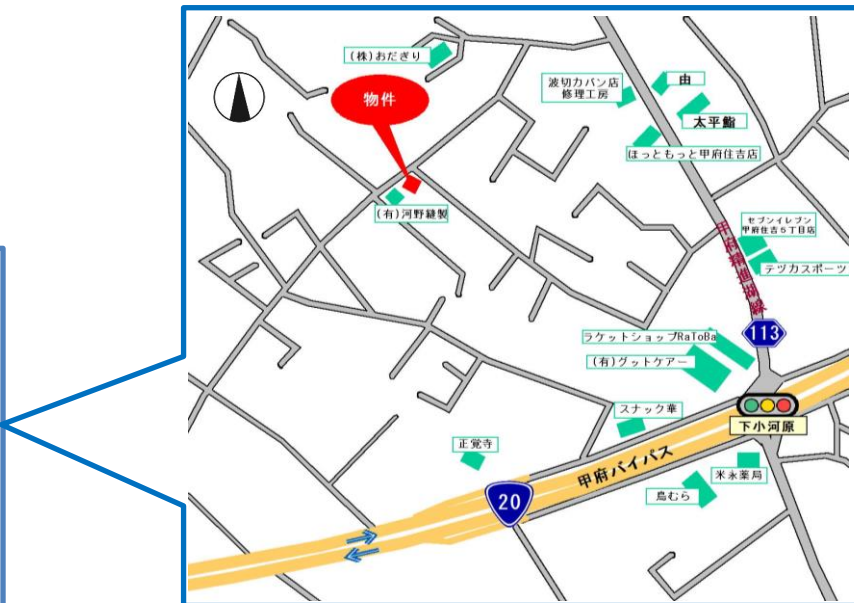 (株)おだぎり
物件
波切カバン店
修理工房
由
太平鮨
ほっともっと甲府住吉店
(有)河野縫製
セブンイレブン
甲府住吉5丁目店
テヅカスポーツ
甲府精進湖線
113
ラケットショップRaToBa
(有)グットケアー
スナック華
下小河原
正覚寺
甲府バイパス
米永薬局
鳥むら
20